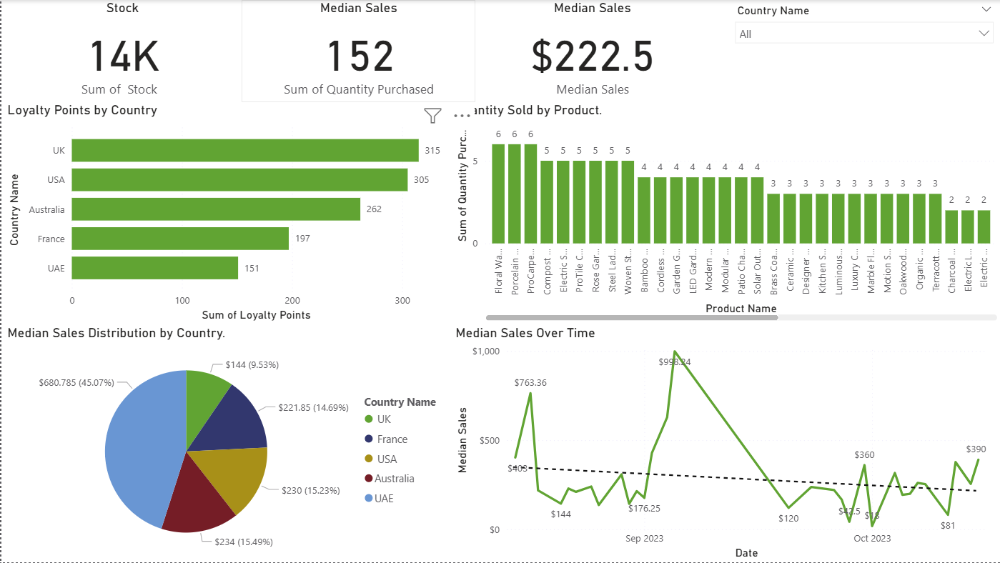 Stock
14K
Sum of Stock
Median Sales
152
Sum of Quantity Purchased
Median Sales
$222.5
Median Sales
Country Name
All
Loyalty Points by Country
Country Name
UK
315
USA
305
Australia
262
France
197
UAE
151
0 100 200 300
Sum of Loyalty Points
antity Sold by Product.
Sum of Quantity Purc...
5
0
6 6 6 5 5 5 5 5 5 4 4 4 4 4 4 4 4 3 3 3 3 3 3 3 3 3 3 3 2 2 2
Floral Wa...
Porcelain ...
ProCarpe...
Compost ...
Electric S...
ProTile C...
Rose Gar...
Steel Lad...
Woven St...
Bamboo ...
Cordless ...
Garden G...
LED Gard...
Modern ...
Modular ...
Patio Cha...
Solar Out...
Brass Coa...
Ceramic ...
Designer ...
Kitchen S...
Luminous...
Luxury C...
Marble Fl...
Motion S...
Oakwood...
Organic ...
Terracott...
Charcoal ...
Electric L...
Electric ...
Product Name
Median Sales Distribution by Country.
$144 (9.53%)
$680.785 (45.07%)
$221.85 (14.69%)
$230 (15.23%)
$234 (15.49%)
Country Name
UK
France
USA
Australia
UAE
Median Sales Over Time
Median Sales
$1,000
$500
$0
$403
$763.36
$144
$176.25
$998.24
$120
$42.5
$360
$18
$81
$390
Sep 2023
Oct 2023
Date